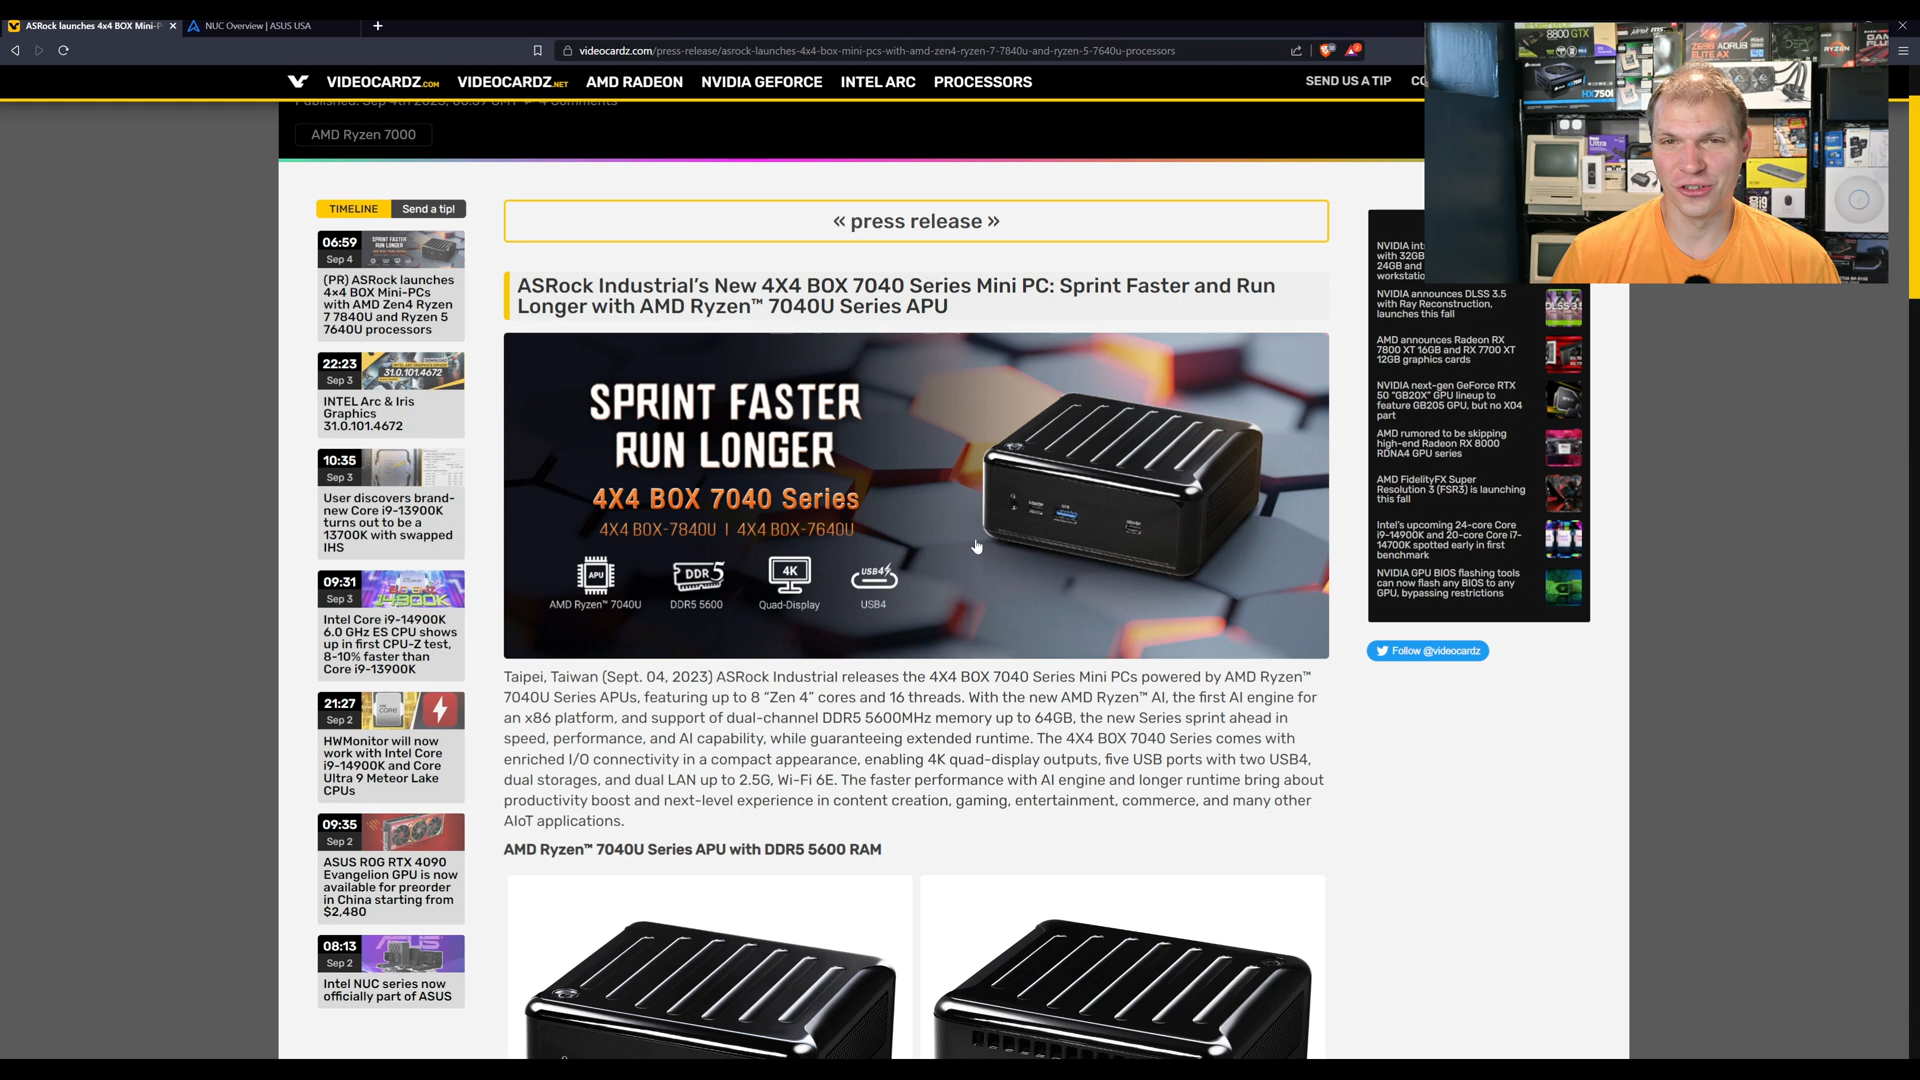 ASRock launches 4x4 BOX Mini-P
NUC Overview | ASUS USA
videocardz.com/press-release/asrock-launches-4x4-box-mini-pcs-with-amd-zen4-ryzen-7-7840u-and-ryzen-5-7640u-processors
VIDEOCARDZ.COM
VIDEOCARDZ.NET
AMD RADEON
NVIDIA GEFORCE
INTEL ARC
PROCESSORS
SEND US A TIP
AMD Ryzen 7000
TIMELINE
Send a tip!
06:59
Sep 4
(PR) ASRock launches
4x4 BOX Mini-PCs
with AMD Zen4 Ryzen
7 7840U and Ryzen 5
7640U processors
22:23
Sep 3
31.0.101.4672
INTEL Arc & Iris
Graphics
31.0.101.4672
10:35
Sep 3
User discovers brand-
new Core i9-13900K
turns out to be a
13700K with swapped
IHS
09:31
Sep 3
14900K
Intel Core i9-14900K
6.0 GHz ES CPU shows
up in first CPU-Z test,
8-10% faster than
Core i9-13900K
21:27
Sep 2
HWMonitor will now
work with Intel Core
i9-14900K and Core
Ultra 9 Meteor Lake
CPUs
09:35
Sep 2
ASUS ROG RTX 4090
Evangelion GPU is now
available for preorder
in China starting from
$2,480
08:13
Sep 2
Intel NUC series now
officially part of ASUS
« press release »
ASRock Industrial’s New 4X4 BOX 7040 Series Mini PC: Sprint Faster and Run
Longer with AMD Ryzen™ 7040U Series APU
SPRINT FASTER
RUN LONGER
4X4 BOX 7040 Series
4X4 BOX-7840U | 4X4 BOX-7640U
APU
DDR5
4K
USB4
AMD Ryzen™ 7040U
DDR5 5600
Quad-Display
USB4
Taipei, Taiwan (Sept. 04, 2023) ASRock Industrial releases the 4X4 BOX 7040 Series Mini PCs powered by AMD Ryzen™
7040U Series APUs, featuring up to 8 “Zen 4” cores and 16 threads. With the new AMD Ryzen™ AI, the first AI engine for
an x86 platform, and support of dual-channel DDR5 5600MHz memory up to 64GB, the new Series sprint ahead in
speed, performance, and AI capability, while guaranteeing extended runtime. The 4X4 BOX 7040 Series comes with
enriched I/O connectivity in a compact appearance, enabling 4K quad-display outputs, five USB ports with two USB4,
dual storages, and dual LAN up to 2.5G, Wi-Fi 6E. The faster performance with AI engine and longer runtime bring about
productivity boost and next-level experience in content creation, gaming, entertainment, commerce, and many other
AIoT applications.
AMD Ryzen™ 7040U Series APU with DDR5 5600 RAM
with 32GB
24GB and
NVIDIA announces DLSS 3.5
with Ray Reconstruction,
launches this fall
AMD announces Radeon RX
7800 XT 16GB and RX 7700 XT
12GB graphics cards
NVIDIA next-gen GeForce RTX
50 “GB20X” GPU lineup to
feature GB205 GPU, but no X04
part
AMD rumored to be skipping
high-end Radeon RX 8000
RDNA4 GPU series
AMD FidelityFX Super
Resolution 3 (FSR3) is launching
this fall
Intel’s upcoming 24-core Core
i9-14900K and 20-core Core i7-
14700K spotted early in first
benchmark
NVIDIA GPU BIOS flashing tools
can now flash any BIOS to any
GPU, bypassing restrictions
Follow @videocardz
8800 GTX
HX750i
Z690 AORUS
ELITE AX
RYZEN
Ultra
i9